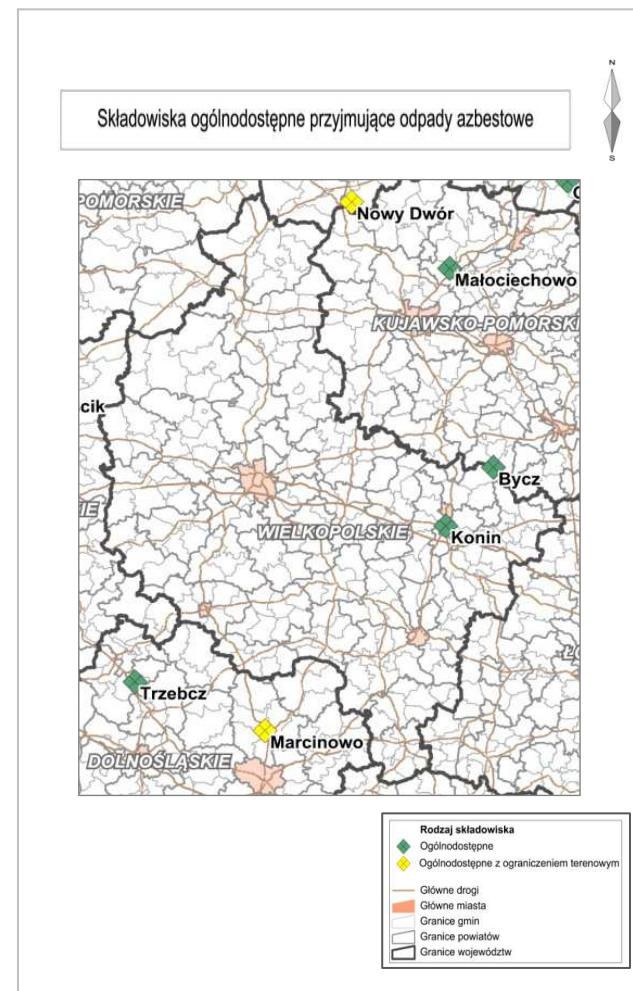 N
S
Składowiska ogólnodostępne przyjmujące odpady azbestowe
POMORSKIE
Nowy Dwór
Małociechowo
KUJAWSKO-POMORSKI
cik
Bycz
WIELKOPOLSKIE
Konin
Trzebcz
Marcinowo
DOLNOŚLĄSKIE
Rodzaj składowiska
Ogólnodostępne
Ogólnodostępne z ograniczeniem terenowym
Główne drogi
Główne miasta
Granice gmin
Granice powiatów
Granice województw